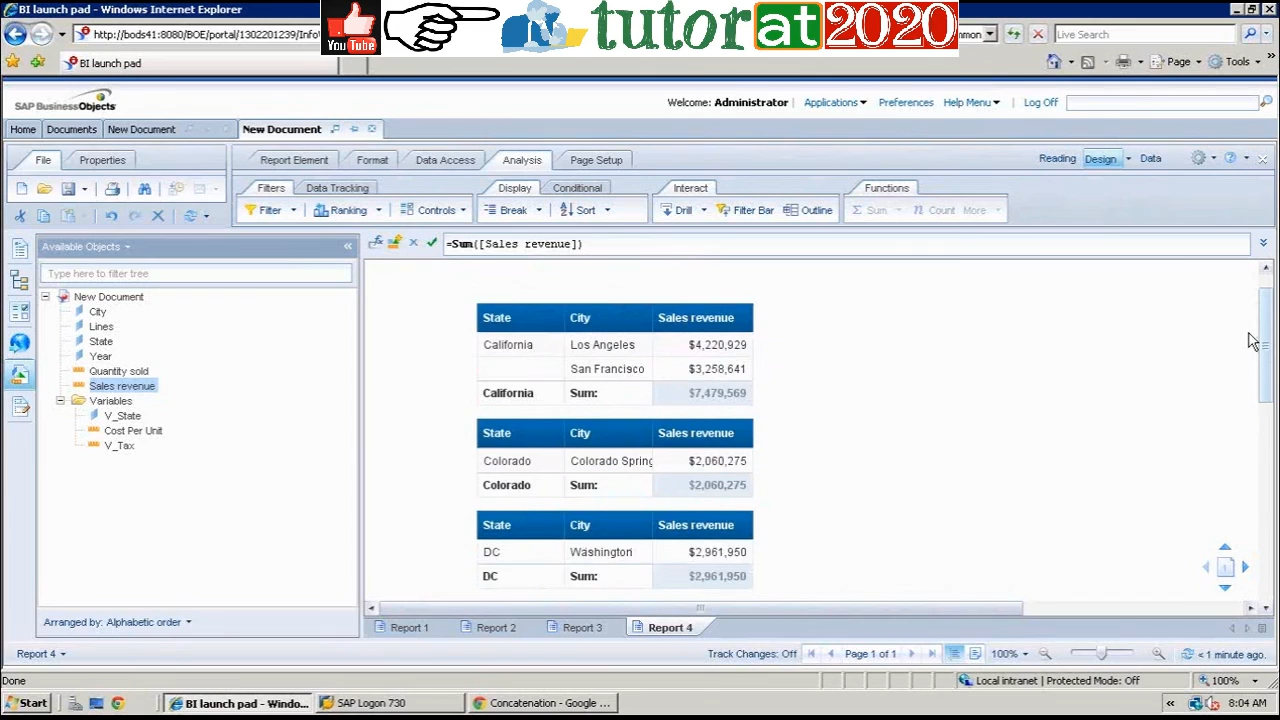 BI launch pad - Windows Internet Explorer
http://bods41:8080/BOE/portal/1302201239/InfoV
You Tube
tutor at 2020
mmon
Live Search
BI launch pad
Page
Tools
SAP BusinessObjects
Welcome: Administrator
Applications
Preferences
Help Menu
Log Off
Home
Documents
New Document
New Document
File
Properties
Report Element
Format
Data Access
Analysis
Page Setup
Reading
Design
Data
Filters
Data Tracking
Display
Conditional
Interact
Functions
Filter
Ranking
Controls
Break
Sort
Drill
Filter Bar
Outline
Σ Sum
Count
More
Available Objects
=Sum([Sales revenue])
Type here to filter tree
New Document
City
Lines
State
Year
Quantity sold
Sales revenue
Variables
V_State
Cost Per Unit
V_Tax
State City Sales revenue
California Los Angeles $4,220,929
San Francisco $3,258,641
California Sum: $7,479,569
State City Sales revenue
Colorado Colorado Spring $2,060,275
Colorado Sum: $2,060,275
State City Sales revenue
DC Washington $2,961,950
DC Sum: $2,961,950
1
Arranged by: Alphabetic order
Report 1
Report 2
Report 3
Report 4
Report 4
Track Changes: Off
Page 1 of 1
100%
< 1 minute ago.
Done
Local intranet | Protected Mode: Off
100%
Start
BI launch pad - Windo...
SAP Logon 730
Concatenation - Google ...
8:04 AM